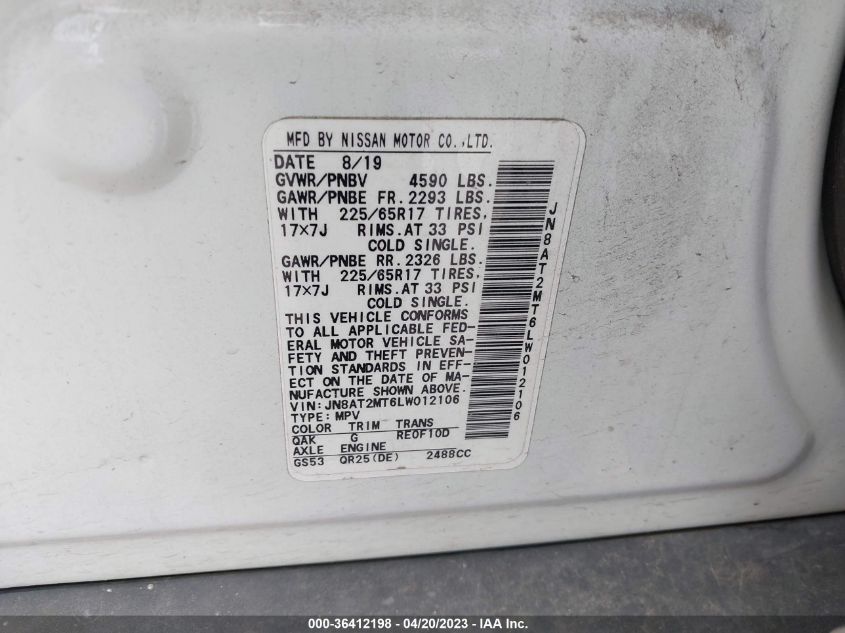 MFD BY NISSAN MOTOR CO.,LTD.
DATE 8/19
GVWR/PNBV 4590 LBS.
GAWR/PNBE FR. 2293 LBS.
WITH 225/65R17 TIRES,
17×7J RIMS.AT 33 PSI
COLD SINGLE.
GAWR/PNBE RR. 2326 LBS.
WITH 225/65R17 TIRES,
17×7J RIMS.AT 33 PSI
COLD SINGLE.
THIS VEHICLE CONFORMS
TO ALL APPLICABLE FED-
ERAL MOTOR VEHICLE SA-
FETY AND THEFT PREVEN-
TION STANDARDS IN EFF-
ECT ON THE DATE OF MA-
NUFACTURE SHOWN ABOVE.
VIN:JN8AT2MT6LW012106
TYPE:MPV
COLOR TRIM TRANS
QAK G RE0F10D
AXLE ENGINE
GS53 QR25(DE) 2488CC
JN8AT2MT6LW012106
000-36412198 - 04/20/2023 - IAA Inc.